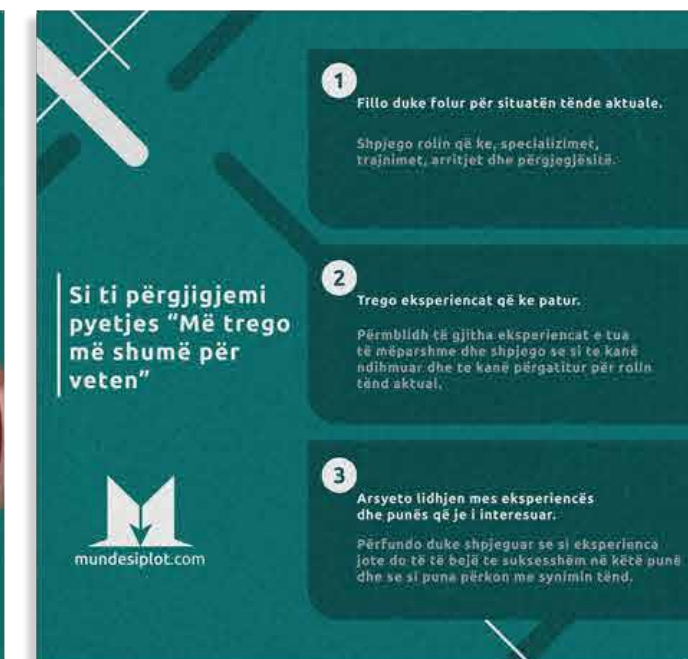 Si ti përgjigjemi
pyetjes “Më trego
më shumë për
veten”
mundesiplot.com
1
Fillo duke folur për situatën tënde aktuale.
Shpjego rolin që ke, specializimet,
trajnimet, arritjet dhe përgjegjësitë.
2
Trego eksperiencat që ke patur.
Përmblidh të gjitha eksperiencat e tua
të mëparshme dhe shpjego se si te kanë
ndihmuar dhe te kanë përgatitur për rolin
tënd aktual.
3
Arsyeto lidhjen mes eksperiencës
dhe punës që je i interesuar.
Përfundo duke shpjeguar se si eksperienca
jote do të të bejë te suksesshëm në këtë punë
dhe se si puna përkon me synimin tënd.